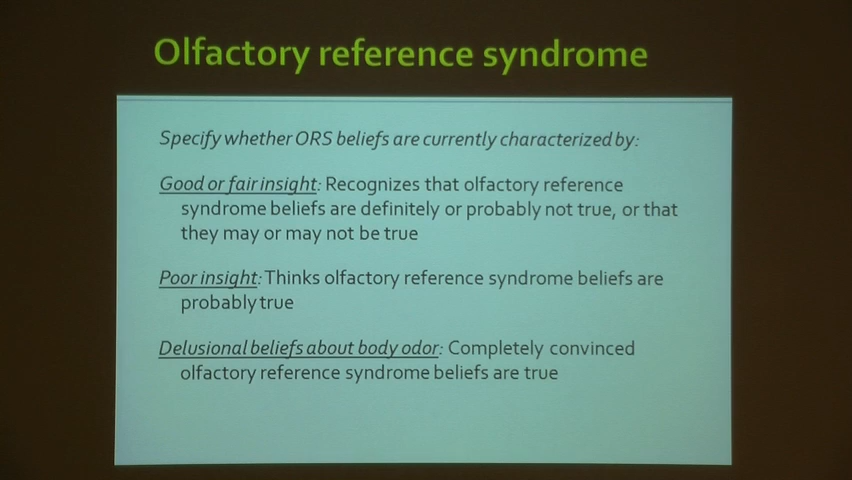 Olfactory reference syndrome
Specify whether ORS beliefs are currently characterized by:
Good or fair insight: Recognizes that olfactory reference
syndrome beliefs are definitely or probably not true, or that
they may or may not be true
Poor insight: Thinks olfactory reference syndrome beliefs are
probably true
Delusional beliefs about body odor: Completely convinced
olfactory reference syndrome beliefs are true